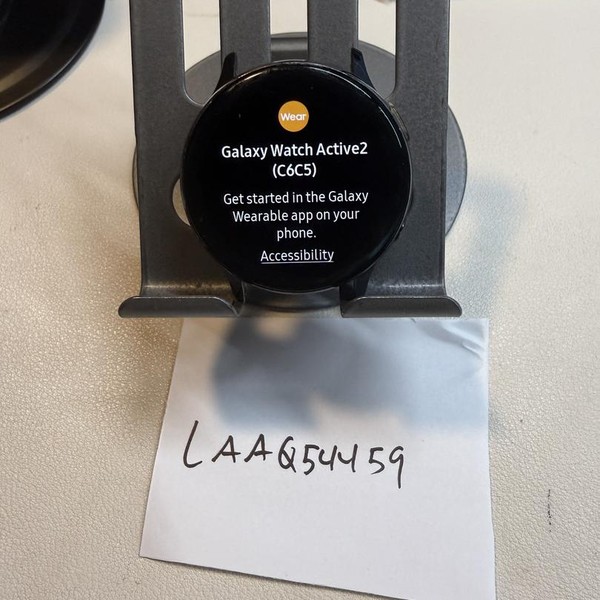 Wear
Galaxy Watch Active2
(C6C5)
Get started in the Galaxy
Wearable app on your
phone.
Accessibility
LAAQ54459